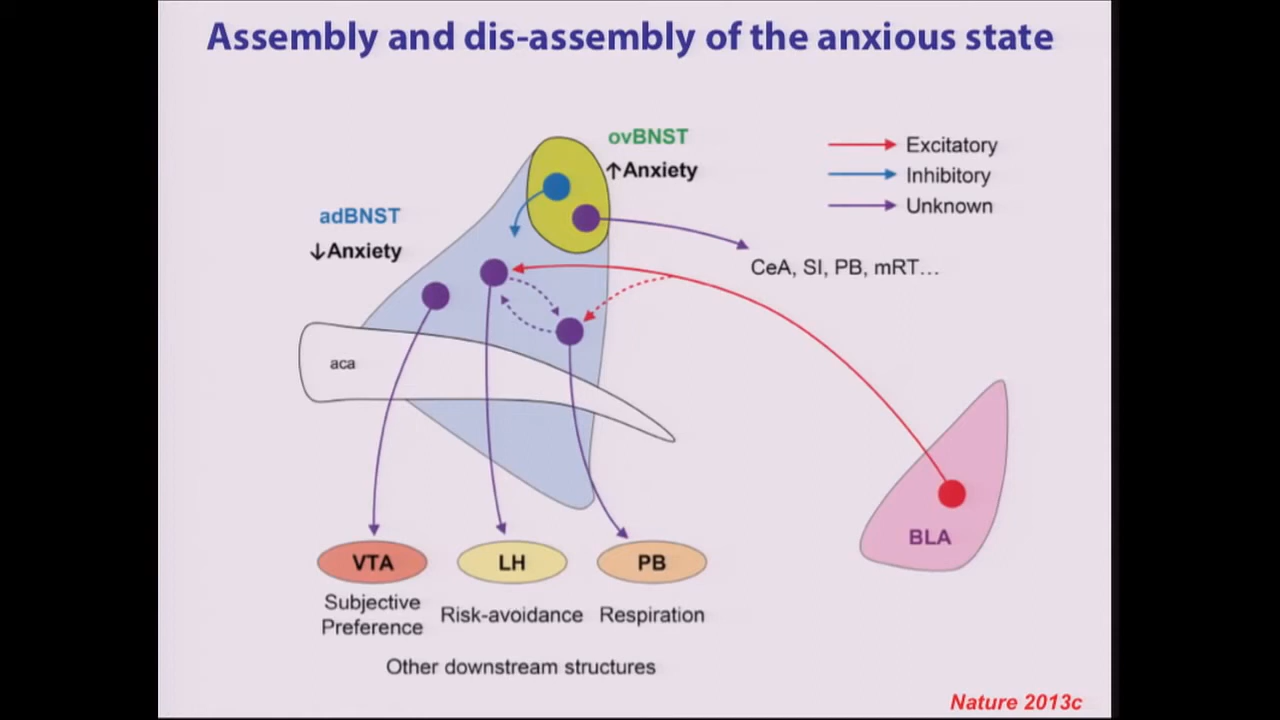 Assembly and dis-assembly of the anxious state
ovBNST
↑Anxiety
Excitatory
Inhibitory
Unknown
adBNST
↓Anxiety
CeA, SI, PB, mRT...
aca
BLA
VTA
LH
PB
Subjective
Preference
Risk-avoidance
Respiration
Other downstream structures
Nature 2013c